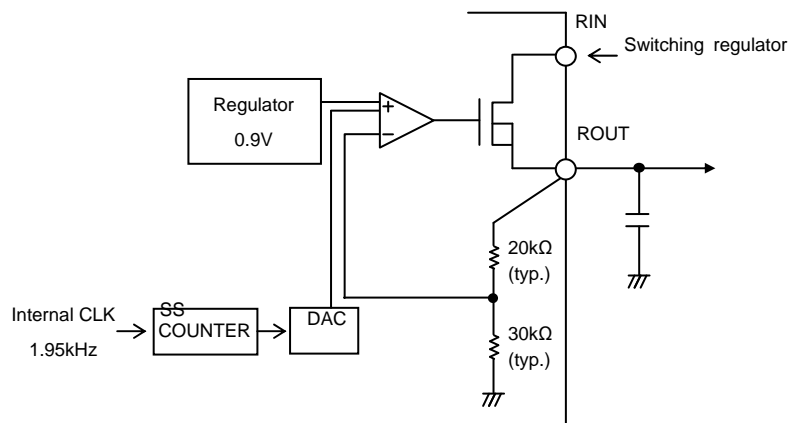 RIN
Switching regulator
Regulator
0.9V
+
−
ROUT
20kΩ
(typ.)
SS
COUNTER
DAC
Internal CLK
1.95kHz
30kΩ
(typ.)